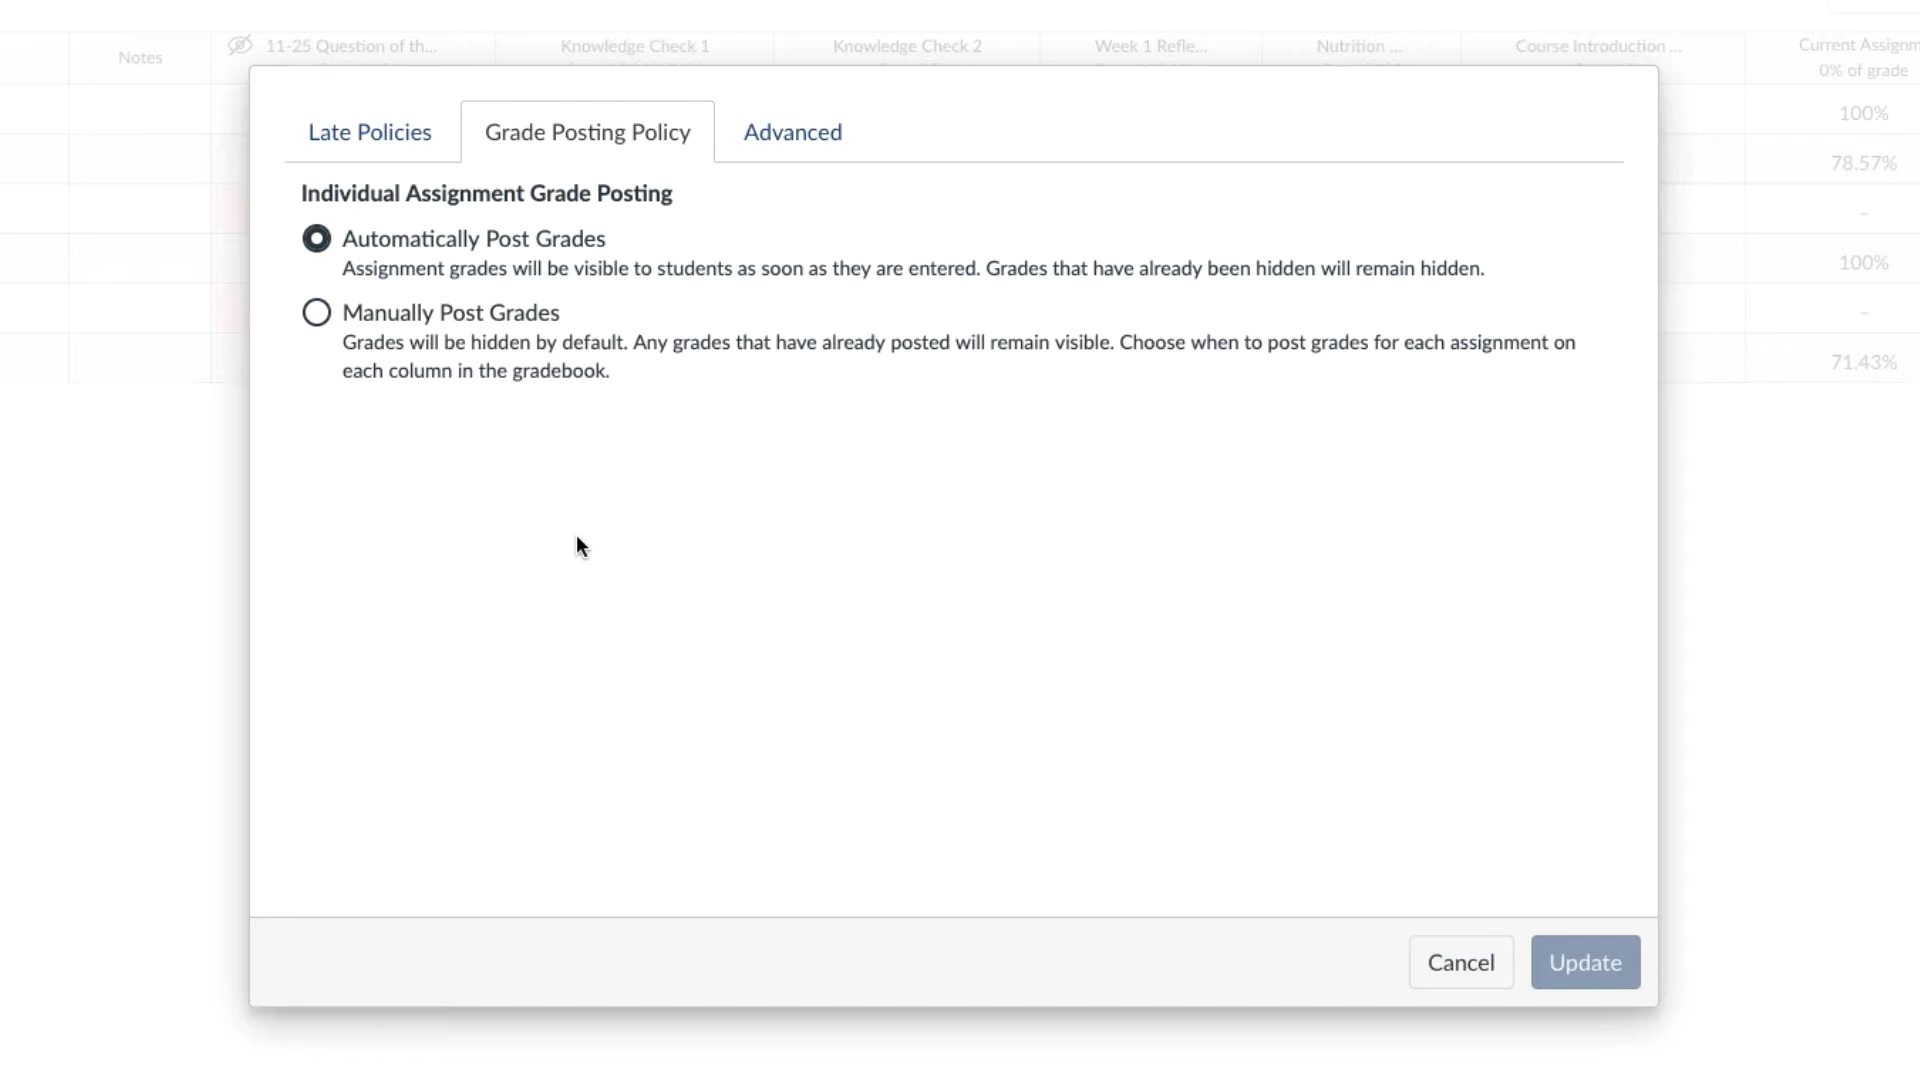 Notes
11-25 Question of th...
Knowledge Check 1
Knowledge Check 2
Week 1 Refle...
Nutrition ...
Course Introduction ...
Current Assignm
0% of grade
Late Policies
Grade Posting Policy
Advanced
100%
78.57%
-
100%
-
71.43%
Individual Assignment Grade Posting
Automatically Post Grades
Assignment grades will be visible to students as soon as they are entered. Grades that have already been hidden will remain hidden.
Manually Post Grades
Grades will be hidden by default. Any grades that have already posted will remain visible. Choose when to post grades for each assignment on
each column in the gradebook.
Cancel
Update